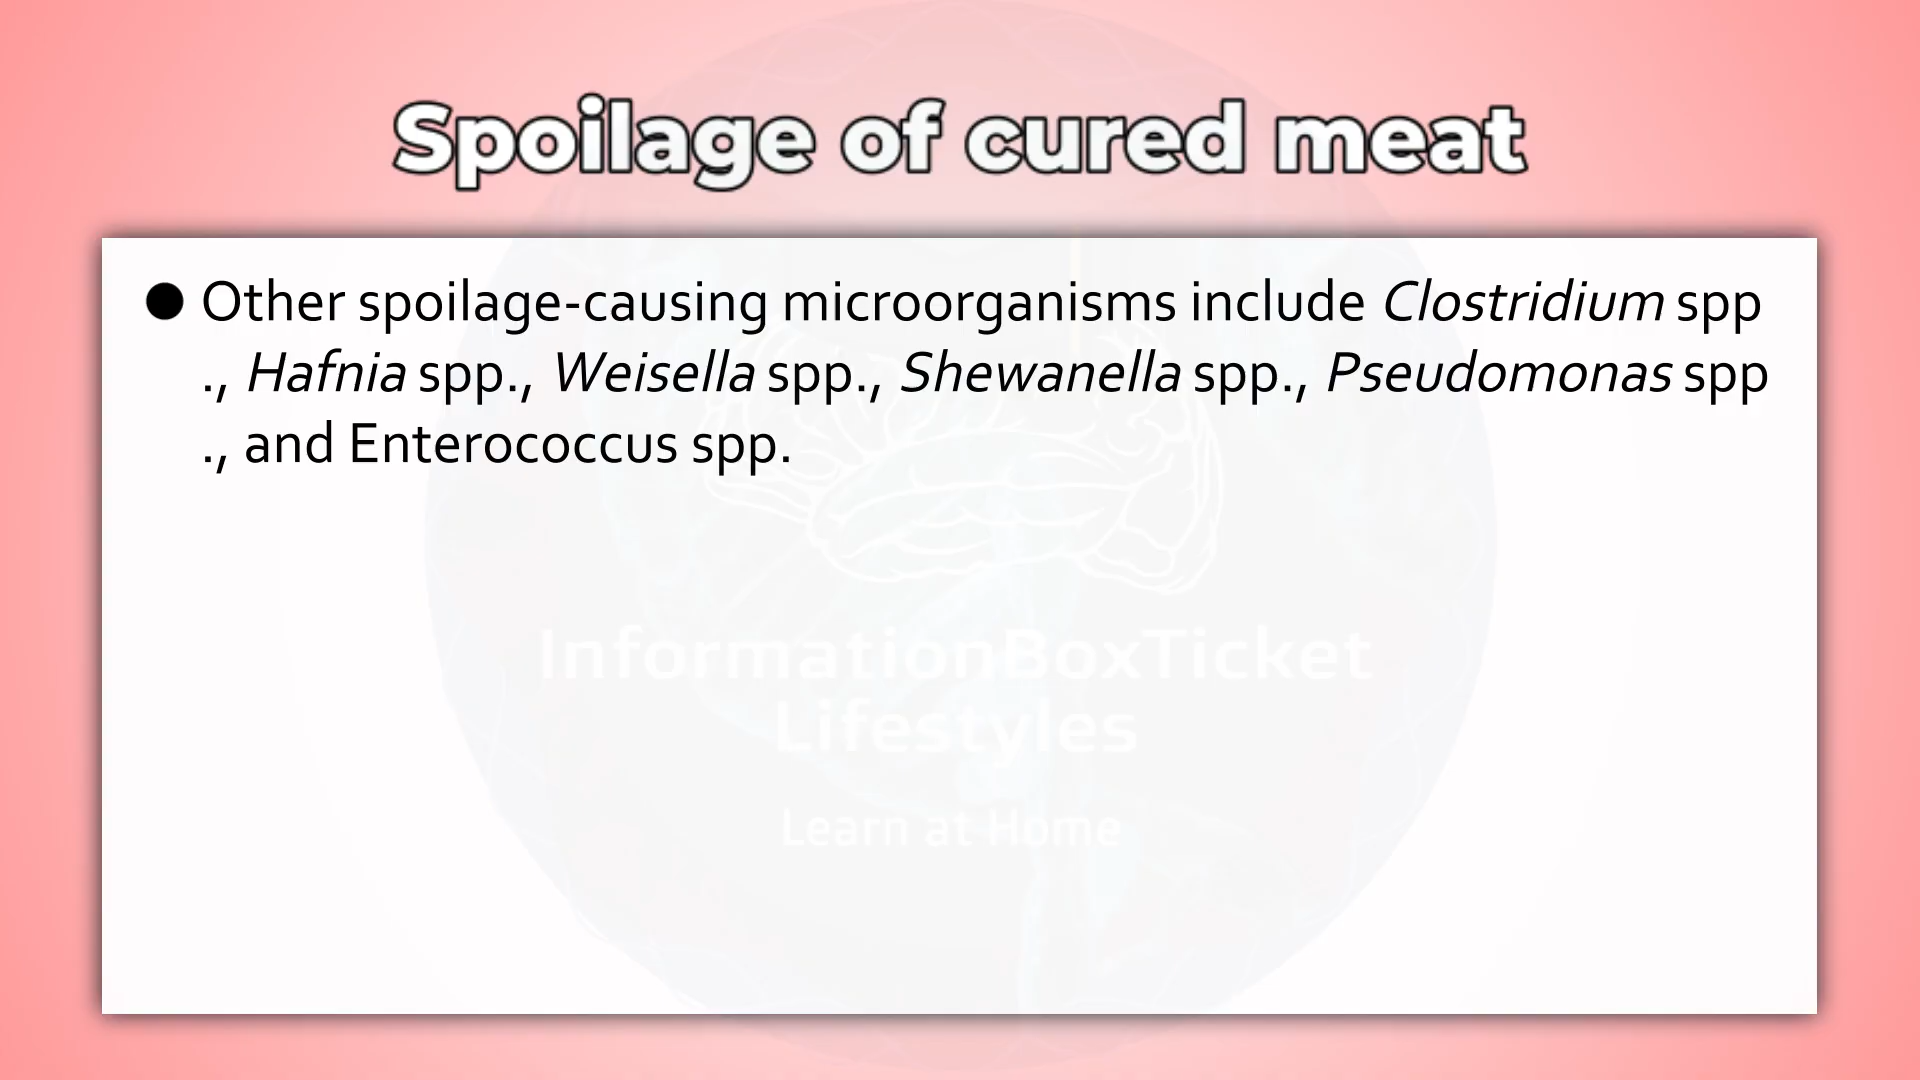 Spoilage of cured meat
● Other spoilage-causing microorganisms include Clostridium spp
., Hafnia spp., Weisella spp., Shewanella spp., Pseudomonas spp
., and Enterococcus spp.
InformationBoxTicket
Lifestyles
Learn at Home